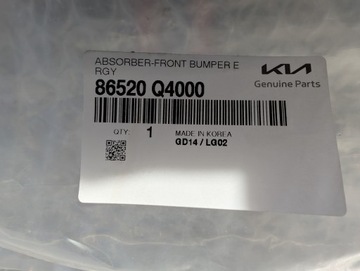 ABSORBER-FRONT BUMPER E
RGY
KIA
86520 Q4000
Genuine Parts
QTY: 1 MADE IN KOREA
GD14 / LG02